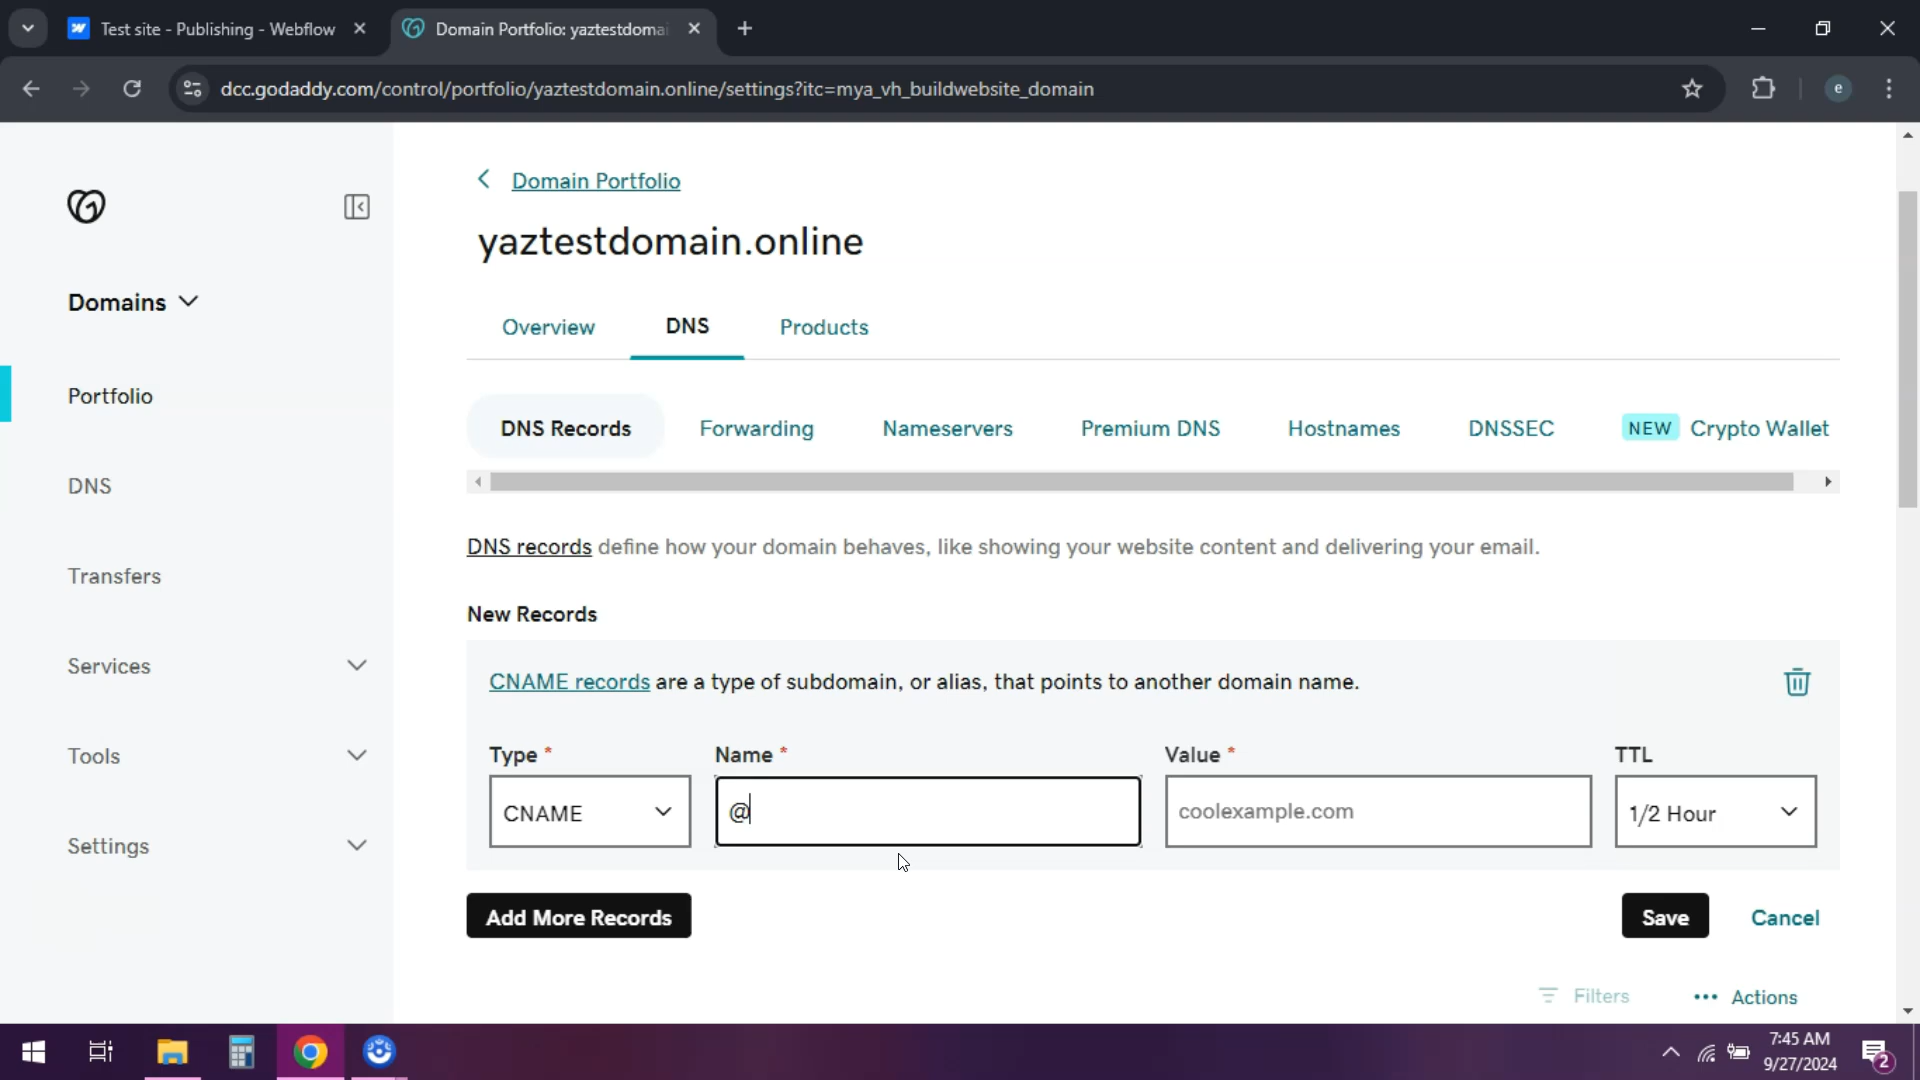 Test site - Publishing - Webflow
Domain Portfolio: yaztestdomai
dcc.godaddy.com/control/portfolio/yaztestdomain.online/settings?itc=mya_vh_buildwebsite_domain
e
Domains
Portfolio
DNS
Transfers
Services
Tools
Settings
Domain Portfolio
yaztestdomain.online
Overview DNS Products
DNS Records Forwarding Nameservers Premium DNS Hostnames DNSSEC NEW Crypto Wallet
DNS records define how your domain behaves, like showing your website content and delivering your email.
New Records
CNAME records are a type of subdomain, or alias, that points to another domain name.
Type * Name * Value * TTL
CNAME @ coolexample.com 1/2 Hour
Add More Records Save Cancel
Filters Actions
7:45 AM
9/27/2024
2